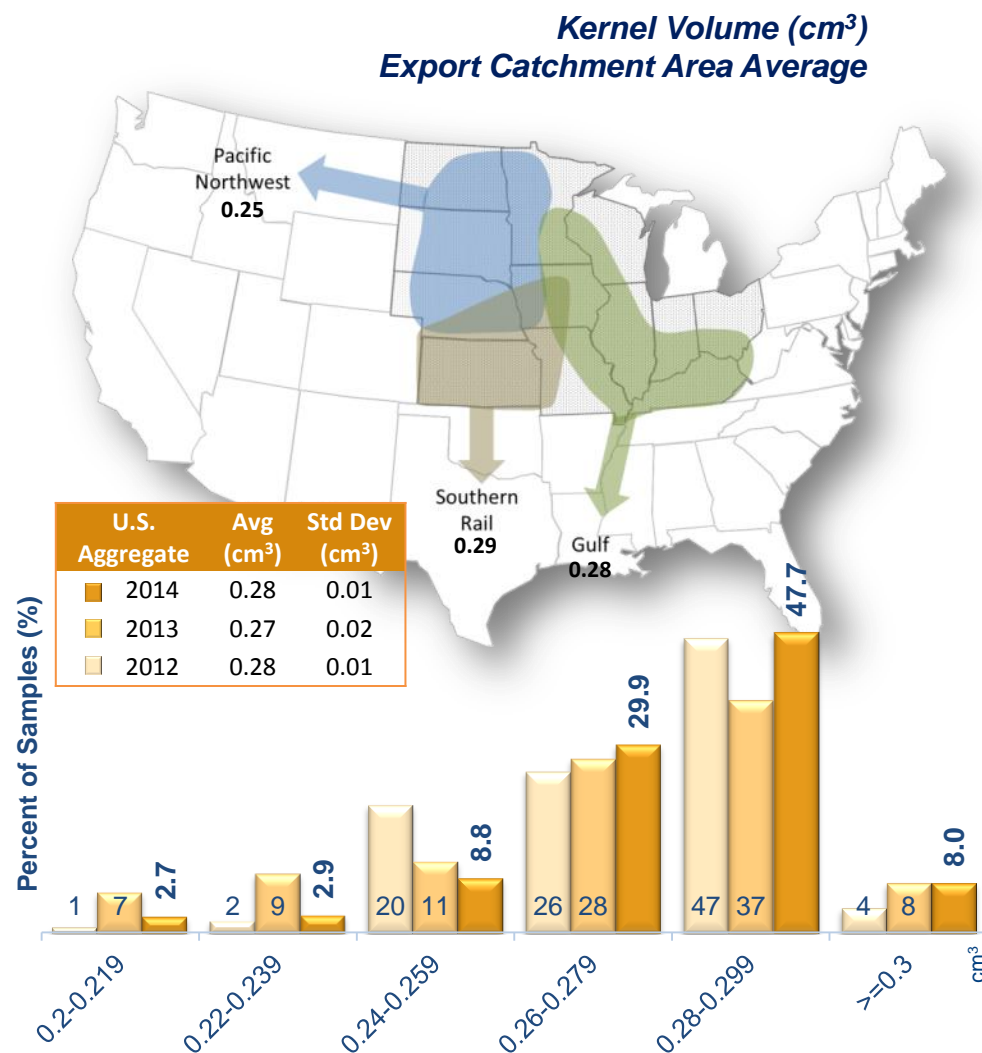 Kernel Volume (cm³)
Export Catchment Area Average
Pacific
Northwest
0.25
Southern
Rail
0.29
Gulf
0.28
U.S. Aggregate Avg (cm³) Std Dev (cm³)
2014 0.28 0.01
2013 0.27 0.02
2012 0.28 0.01
Percent of Samples (%)
1 7 2.7
2 9 2.9
20 11 8.8
26 28 29.9
47 37 47.7
4 8 8.0
0.2-0.219
0.22-0.239
0.24-0.259
0.26-0.279
0.28-0.299
>=0.3
cm³